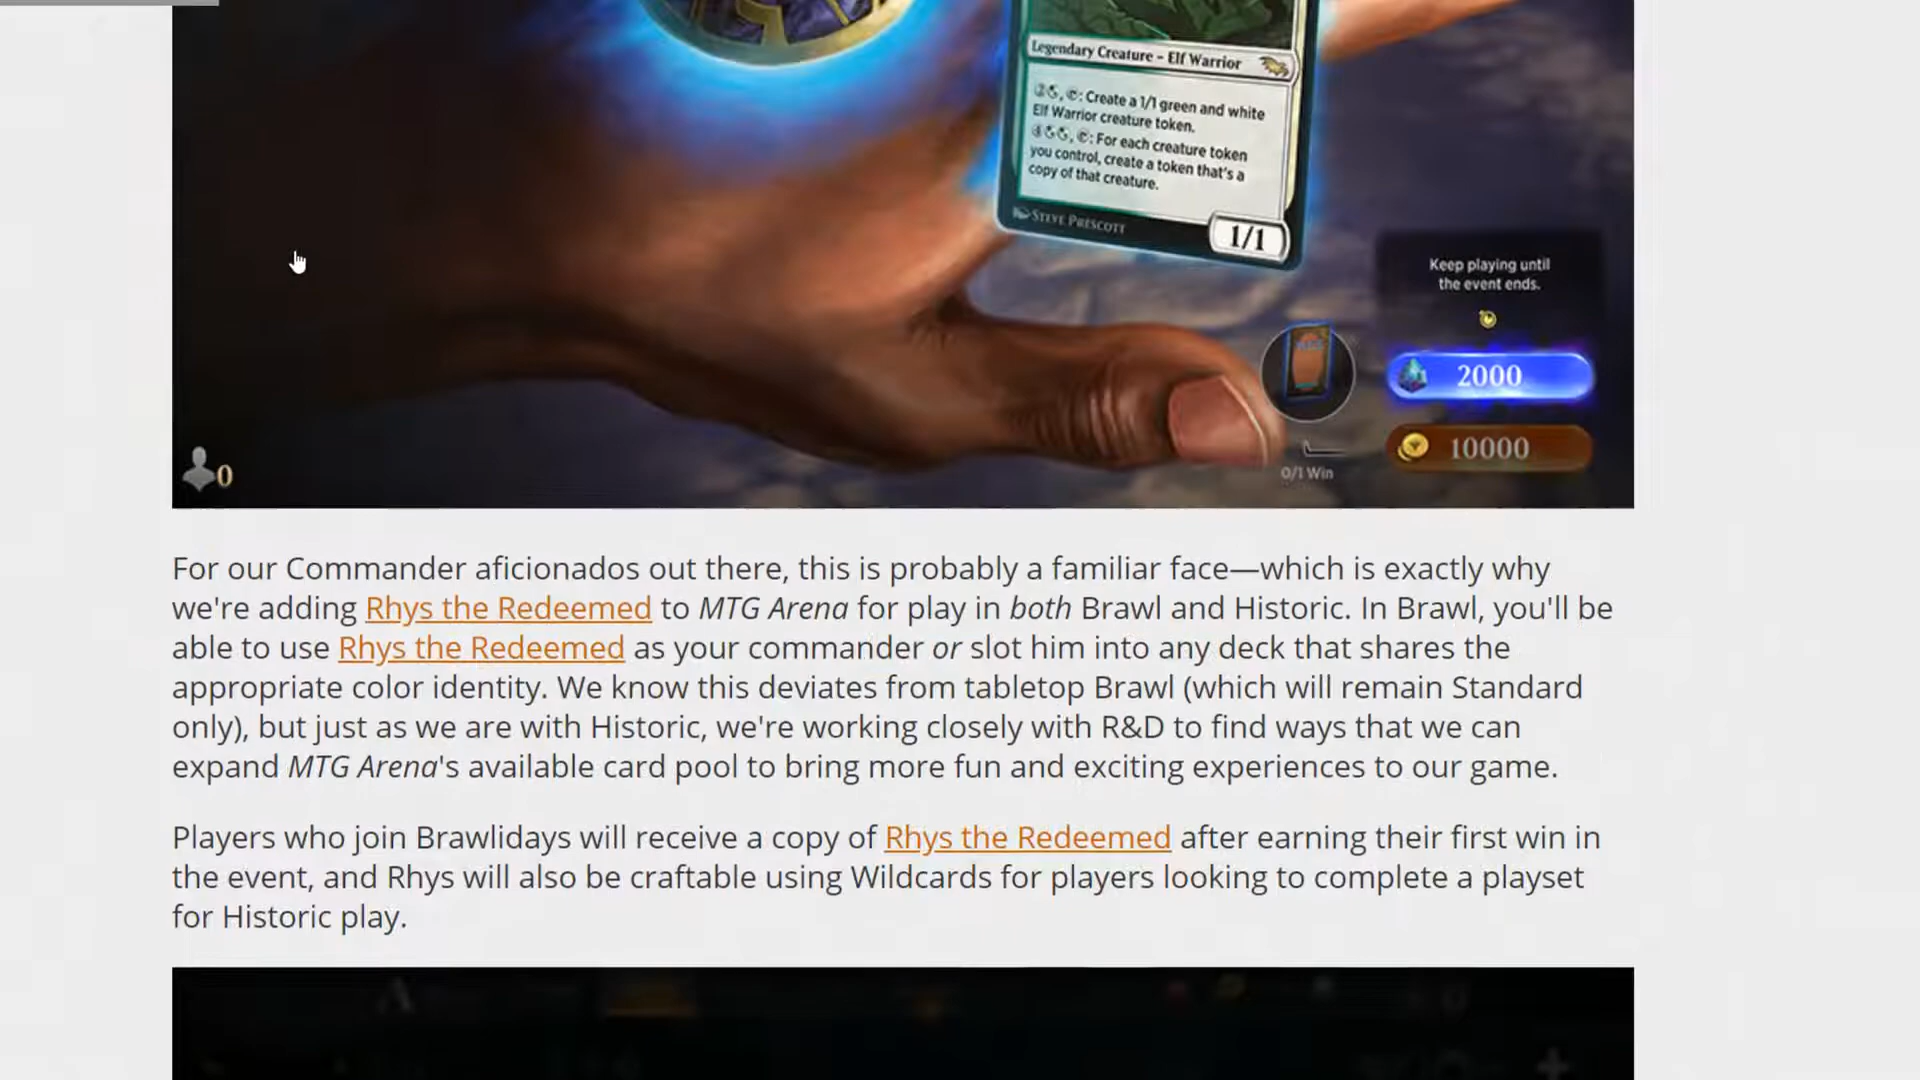 Legendary Creature – Elf Warrior
2, : Create a 1/1 green and white
Elf Warrior creature token.
4, : For each creature token
you control, create a token that's a
copy of that creature.
STEVE PRESCOTT
1/1
Keep playing until
the event ends.
2000
10000
0/1 Win
0
For our Commander aficionados out there, this is probably a familiar face—which is exactly why
we're adding Rhys the Redeemed to MTG Arena for play in both Brawl and Historic. In Brawl, you'll be
able to use Rhys the Redeemed as your commander or slot him into any deck that shares the
appropriate color identity. We know this deviates from tabletop Brawl (which will remain Standard
only), but just as we are with Historic, we're working closely with R&D to find ways that we can
expand MTG Arena's available card pool to bring more fun and exciting experiences to our game.
Players who join Brawlidays will receive a copy of Rhys the Redeemed after earning their first win in
the event, and Rhys will also be craftable using Wildcards for players looking to complete a playset
for Historic play.